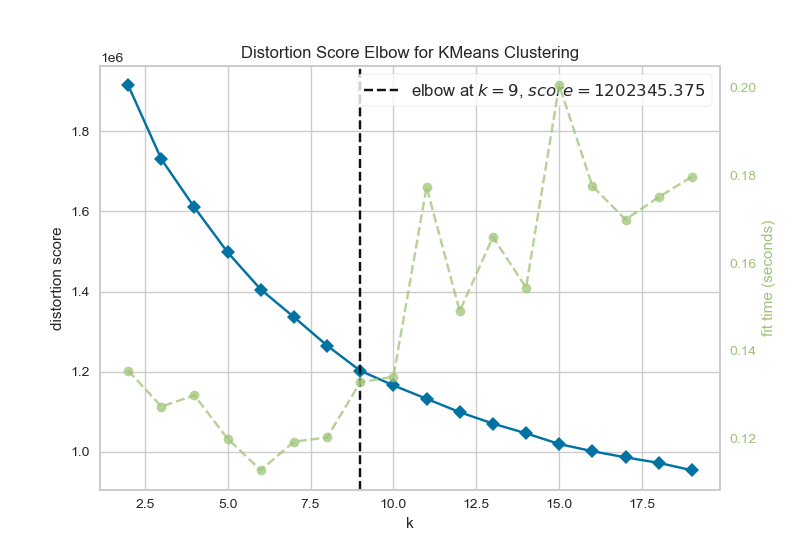 Distortion Score Elbow for KMeans Clustering
1e6
elbow at k = 9, score = 1202345.375
1.8
1.6
1.4
1.2
1.0
distortion score
0.20
0.18
0.16
0.14
0.12
fit time (seconds)
2.5 5.0 7.5 10.0 12.5 15.0 17.5
k